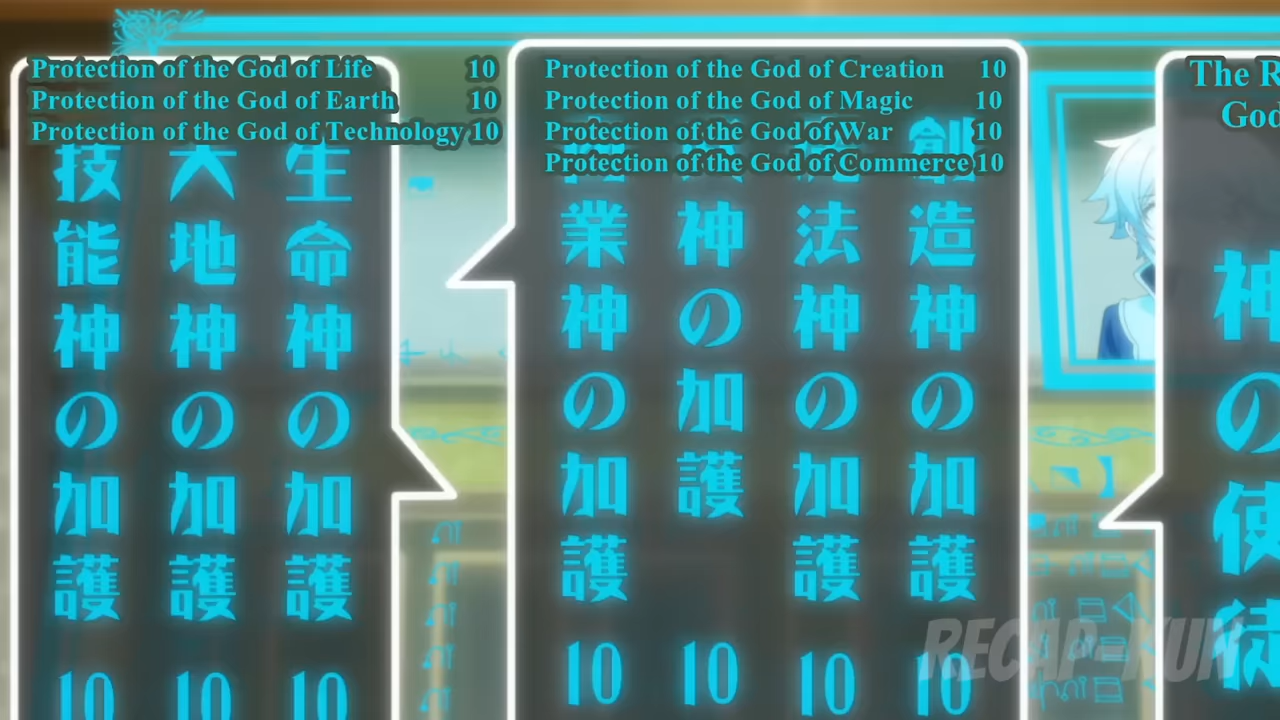 Protection of the God of Life 10
Protection of the God of Earth 10
Protection of the God of Technology 10
Protection of the God of Creation 10
Protection of the God of Magic 10
Protection of the God of War 10
Protection of the God of Commerce 10
The R
God
生命神の加護 10
大地神の加護 10
技能神の加護 10
創造神の加護 10
法神の加護 10
神の加護 10
業神の加護 10
神の使徒
RECAP-KUN